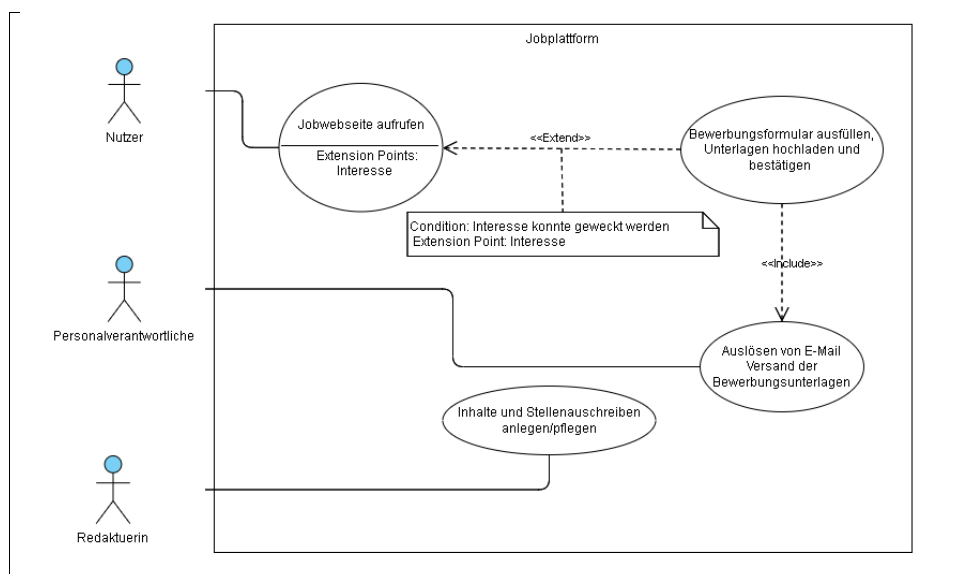 Jobplattform
Nutzer
Jobwebseite aufrufen
Extension Points:
Interesse
<<Extend>>
Bewerbungsformular ausfüllen,
Unterlagen hochladen und
bestätigen
Condition: Interesse konnte geweckt werden
Extension Point: Interesse
<<Include>>
Personalverantwortliche
Auslösen von E-Mail
Versand der
Bewerbungsunterlagen
Inhalte und Stellenauschreiben
anlegen/pflegen
Redaktuerin